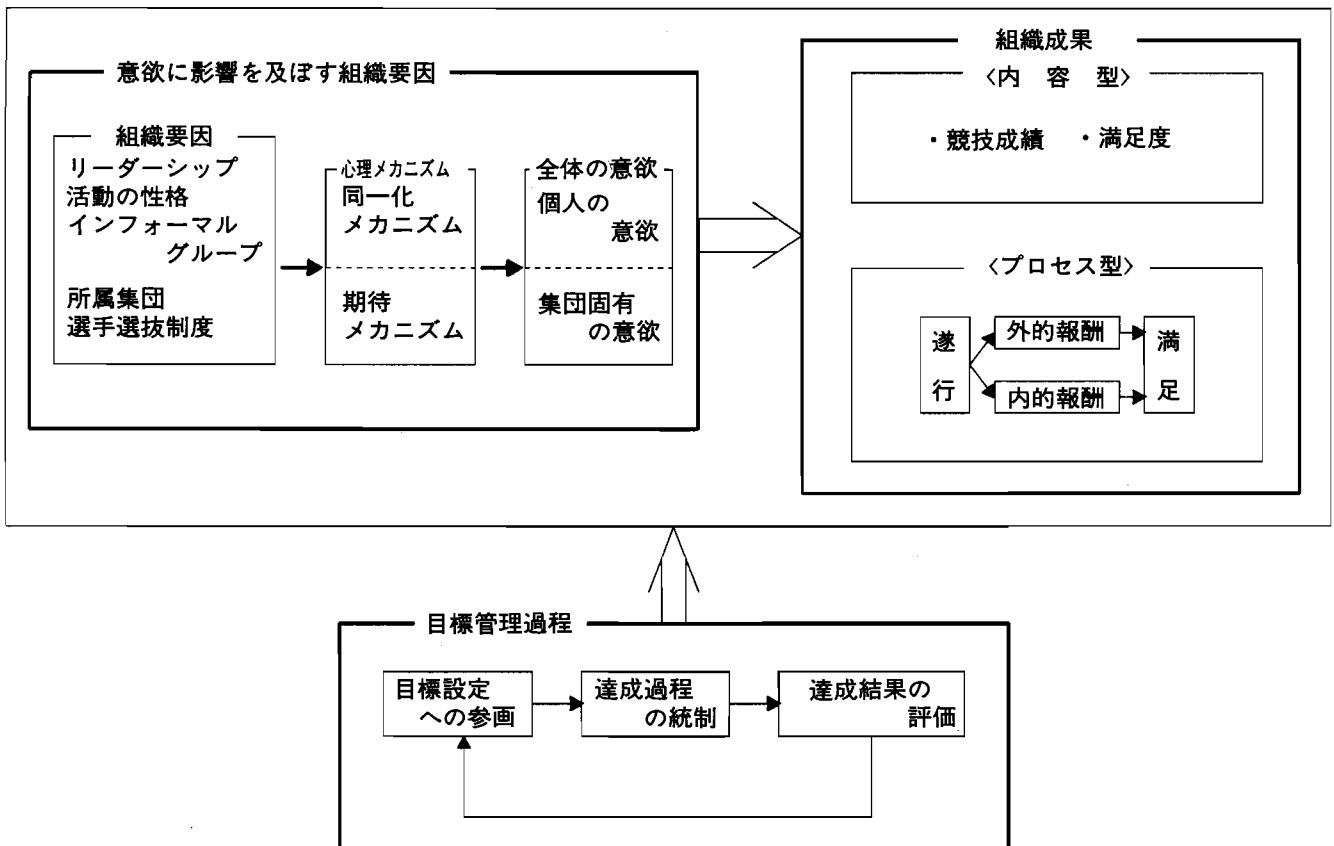 意欲に影響を及ぼす組織要因
組織要因
リーダーシップ
活動の性格
インフォーマル
グループ
所属集団
選手選抜制度
心理メカニズム
同一化
メカニズム
期待
メカニズム
全体の意欲
個人の
意欲
集団固有
の意欲
組織成果
〈内 容 型〉
・競技成績 ・満足度
〈プロセス型〉
遂行
外的報酬
内的報酬
満足
目標管理過程
目標設定
への参画
達成過程
の統制
達成結果の
評価